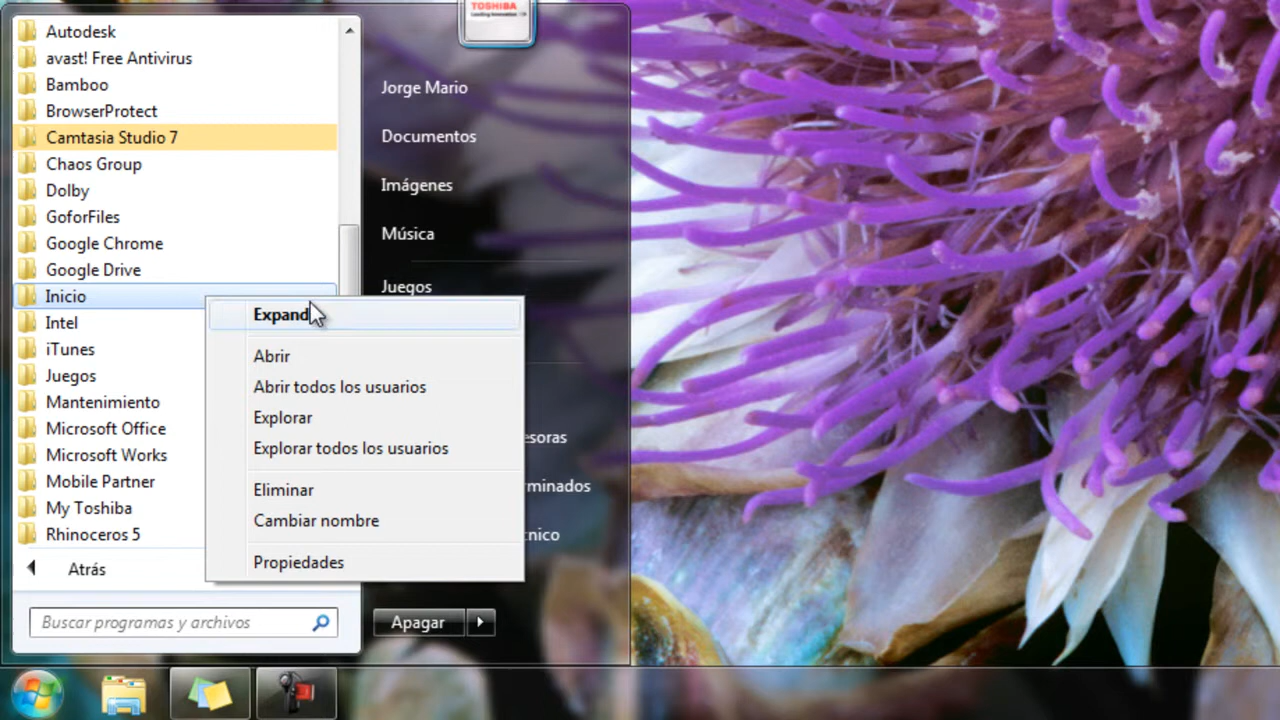 Autodesk
avast! Free Antivirus
Bamboo
BrowserProtect
Camtasia Studio 7
Chaos Group
Dolby
GoforFiles
Google Chrome
Google Drive
Inicio
Intel
iTunes
Juegos
Mantenimiento
Microsoft Office
Microsoft Works
Mobile Partner
My Toshiba
Rhinoceros 5
Atrás
Buscar programas y archivos
TOSHIBA
Leading Innovation
Jorge Mario
Documentos
Imágenes
Música
Juegos
Expand
Abrir
Abrir todos los usuarios
Explorar
Explorar todos los usuarios
Eliminar
Cambiar nombre
Propiedades
esoras
rminados
cnico
Apagar